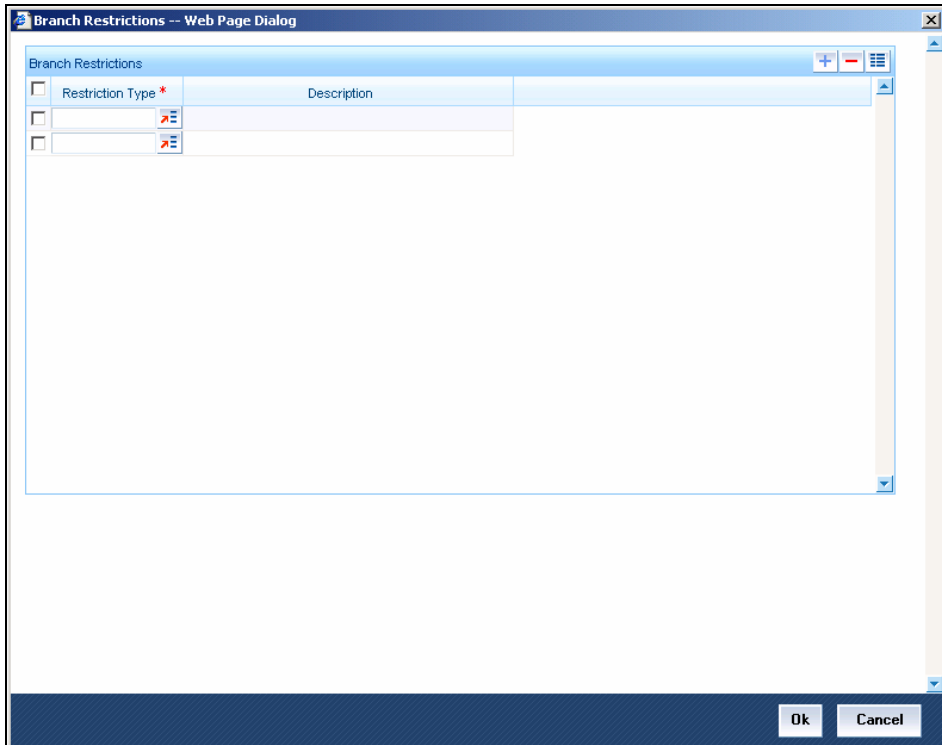 Branch Restrictions -- Web Page Dialog
Branch Restrictions
Restriction Type * Description
Ok Cancel